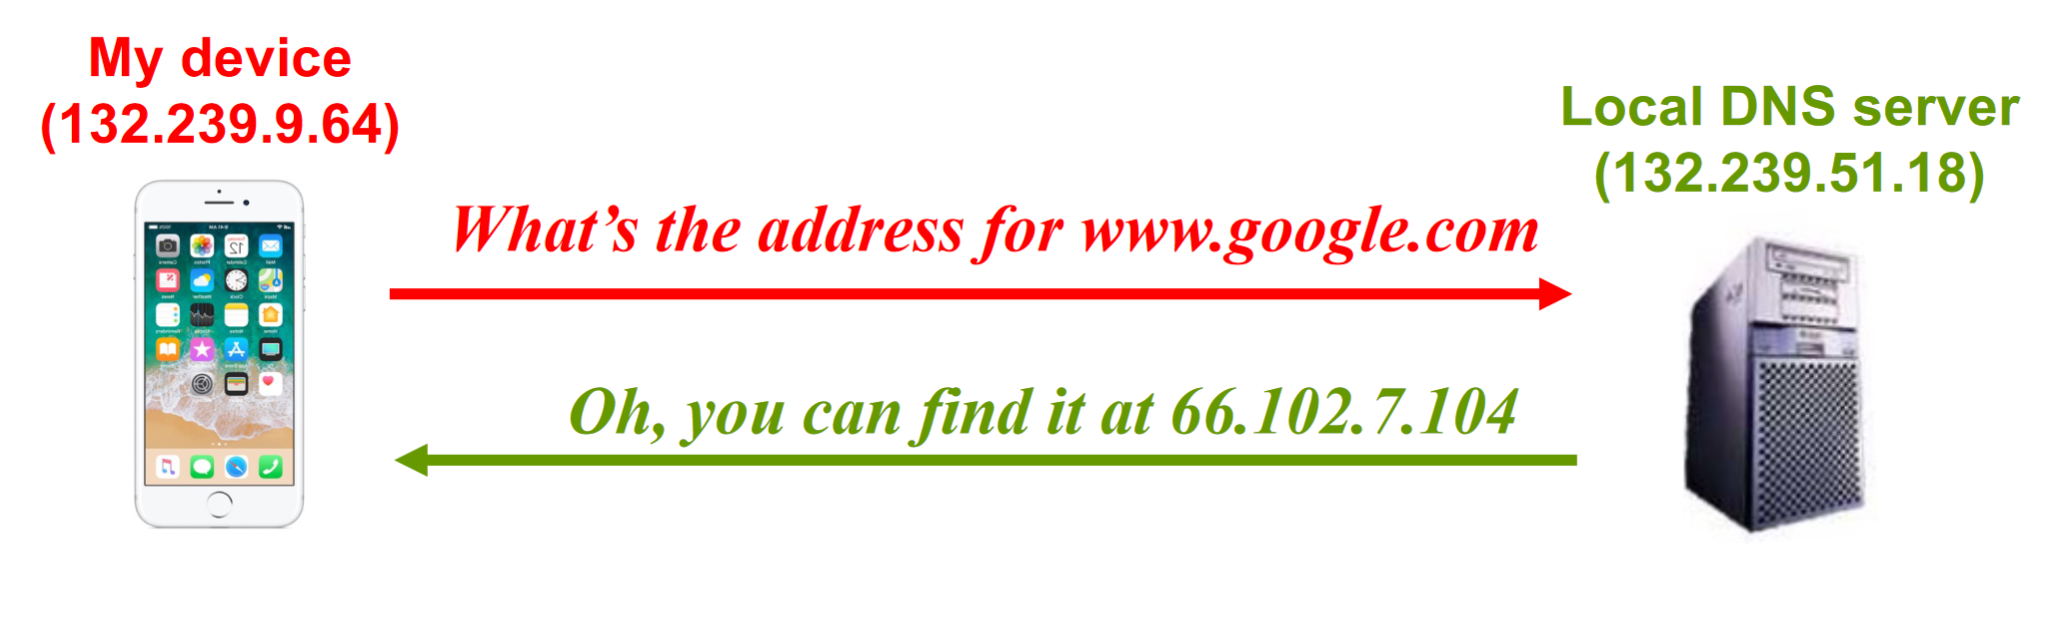 My device
(132.239.9.64)
Local DNS server
(132.239.51.18)
What's the address for www.google.com
Oh, you can find it at 66.102.7.104